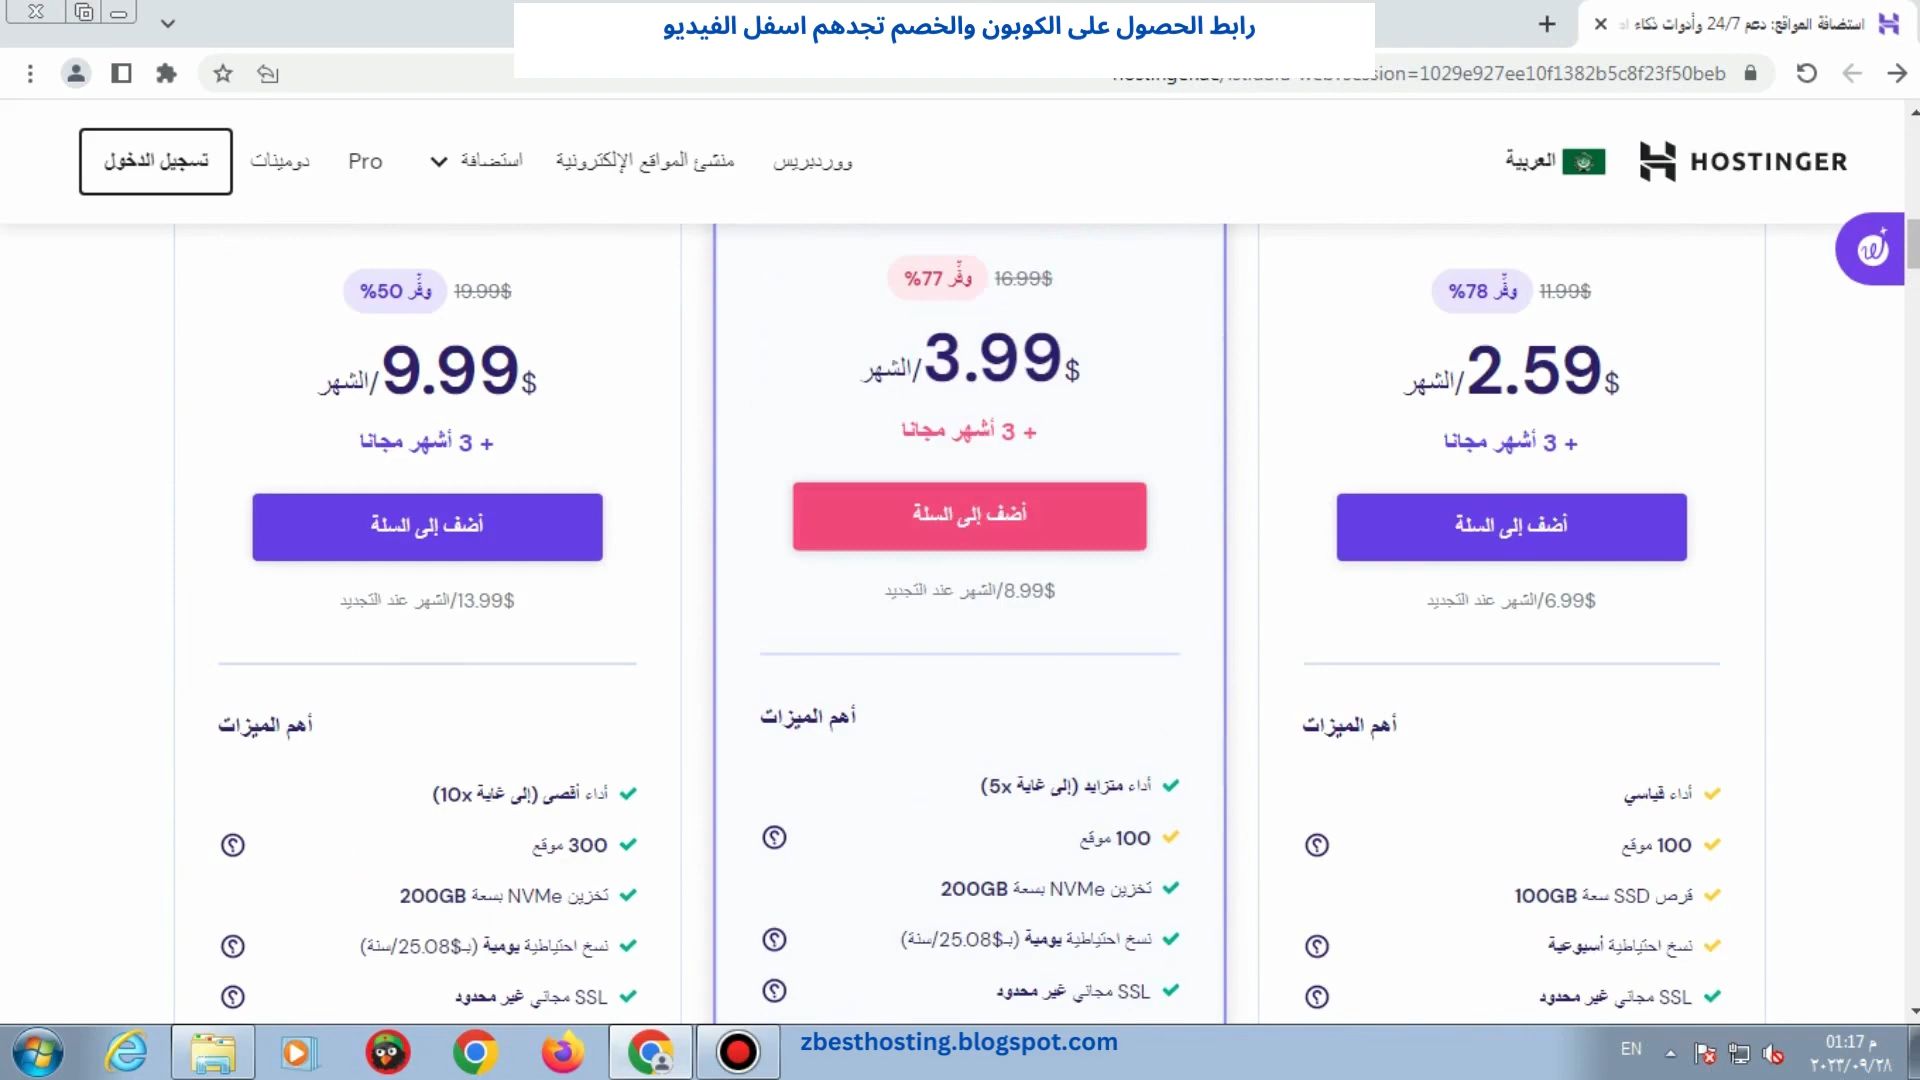 رابط الحصول على الكوبون والخصم تجدهم اسفل الفيديو
استضافة المواقع: دعم 24/7 وأدوات ذكاء
sion=1029e927ee10f1382b5c8f23f50beb
HOSTINGER
العربية
ووردبريس
منشئ المواقع الإلكترونية
استضافة
Pro
دومينات
تسجيل الدخول
11.99$ وفِّر 78%
$2.59/الشهر
+ 3 أشهر مجانا
أضف إلى السلة
6.99$/الشهر عند التجديد
أهم الميزات
أداء قياسي
100 موقع
قرص SSD سعة 100GB
نسخ احتياطية أسبوعية
SSL مجاني غير محدود
16.99$ وفِّر 77%
$3.99/الشهر
+ 3 أشهر مجانا
أضف إلى السلة
8.99$/الشهر عند التجديد
أهم الميزات
أداء متزايد (إلى غاية 5x)
100 موقع
تخزين NVMe بسعة 200GB
نسخ احتياطية يومية (بـ25.08$/سنة)
SSL مجاني غير محدود
19.99$ وفِّر 50%
$9.99/الشهر
+ 3 أشهر مجانا
أضف إلى السلة
13.99$/الشهر عند التجديد
أهم الميزات
أداء أقصى (إلى غاية 10x)
300 موقع
تخزين NVMe بسعة 200GB
نسخ احتياطية يومية (بـ25.08$/سنة)
SSL مجاني غير محدود
zbesthosting.blogspot.com
EN
01:17 م
٢٠٢٣/٠٩/٢٨